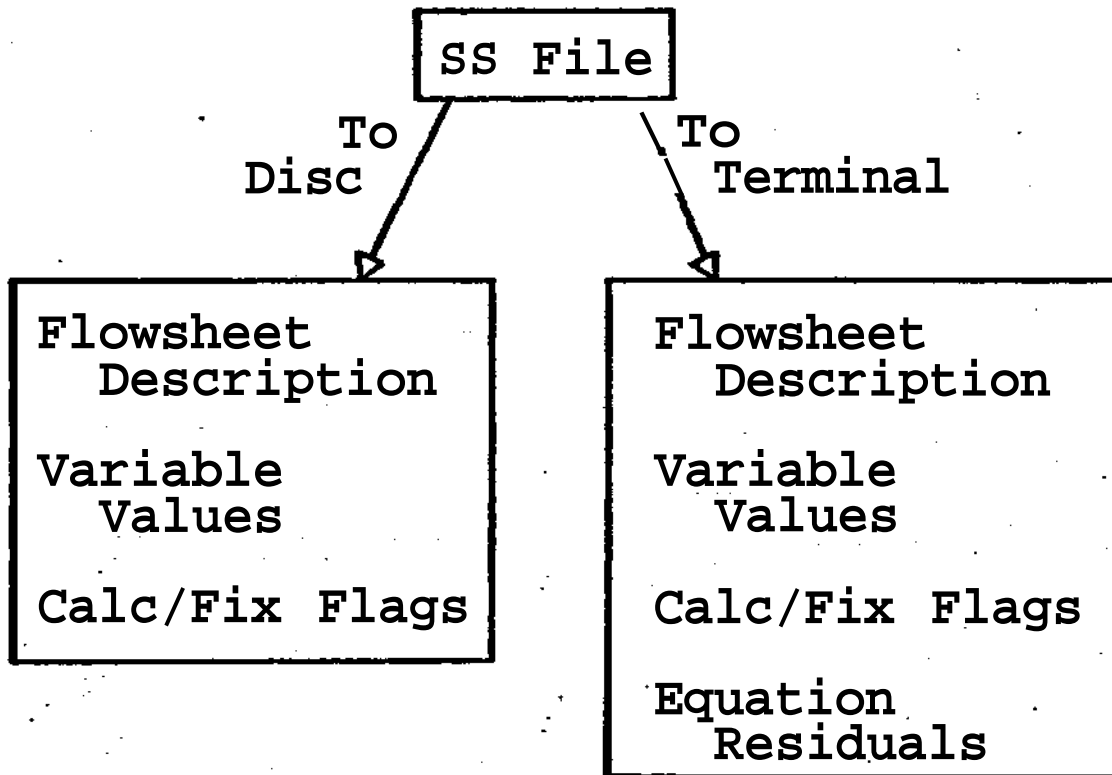 SS File
To
Disc
To
Terminal
Flowsheet
Description
Variable
Values
Calc/Fix Flags
Flowsheet
Description
Variable
Values
Calc/Fix Flags
Equation
Residuals